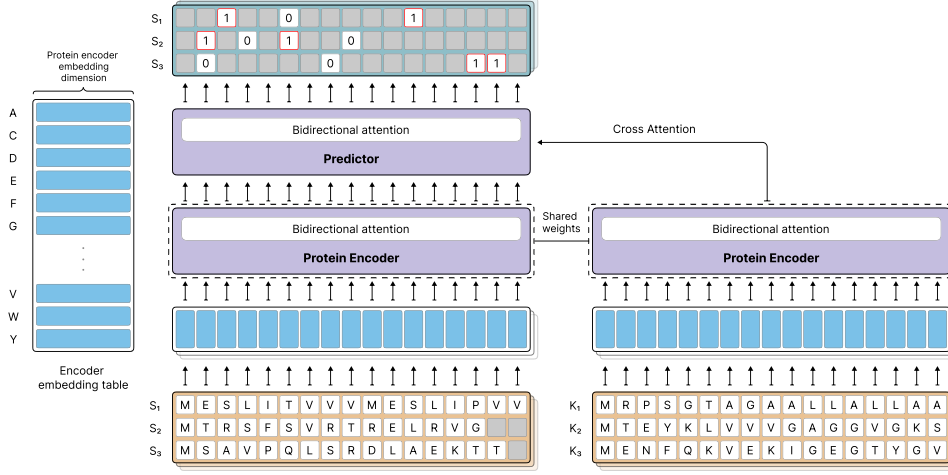 S₁ 1 0 1
S₂ 1 0 1 0
S₃ 0 0 1 1
Protein encoder
embedding
dimension
A
C
D
E
F
G
V
W
Y
Encoder
embedding table
Bidirectional attention
Predictor
Cross Attention
Bidirectional attention
Protein Encoder
Shared
weights
Bidirectional attention
Protein Encoder
S₁ M E S L I T V V V M E S L I P V V
S₂ M T R S F S V R T R E L R V G
S₃ M S A V P Q L S R D L A E K T T
K₁ M R P S G T A G A A L L A L L A A
K₂ M T E Y K L V V V G A G G V G K S
K₃ M E N F Q K V E K I G E G T Y G V